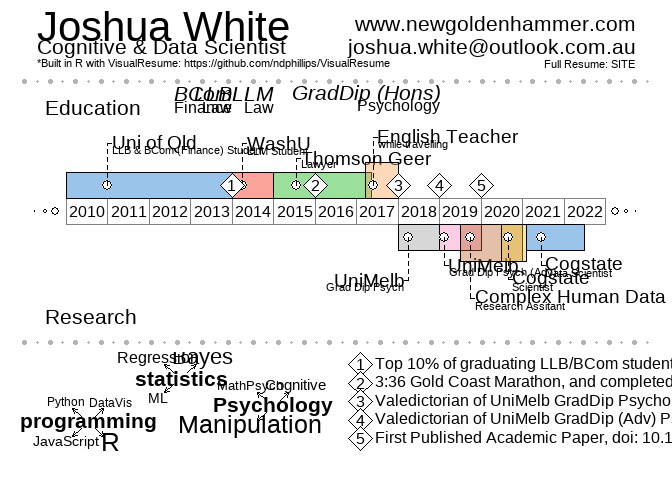 Joshua White
www.newgoldenhammer.com
Cognitive & Data Scientist
joshua.white@outlook.com.au
*Built in R with VisualResume: https://github.com/ndphillips/VisualResume
Full Resume: SITE
Education
BCom LLB LLM GradDip (Hons)
Finance Law Law Psychology
Uni of Qld
LLB & BCom(Finance) Student
WashU
LLM Student
English Teacher
while travelling
Thomson Geer
Lawyer
1 2 3 4 5
2010 2011 2012 2013 2014 2015 2016 2017 2018 2019 2020 2021 2022
UniMelb
Grad Dip Psych
UniMelb
Grad Dip Psych (Adv)
Cogstate
Data Scientist
Cogstate
Scientist
Complex Human Data
Research Assitant
Research
Regression
Bayes
statistics
ML
MathPsych
Cognitive
Psychology
Manipulation
Python
DataVis
programming
JavaScript
R
1 Top 10% of graduating LLB/BCom student
2 3:36 Gold Coast Marathon, and completed
3 Valedictorian of UniMelb GradDip Psycho
4 Valedictorian of UniMelb GradDip (Adv) P
5 First Published Academic Paper, doi: 10.1